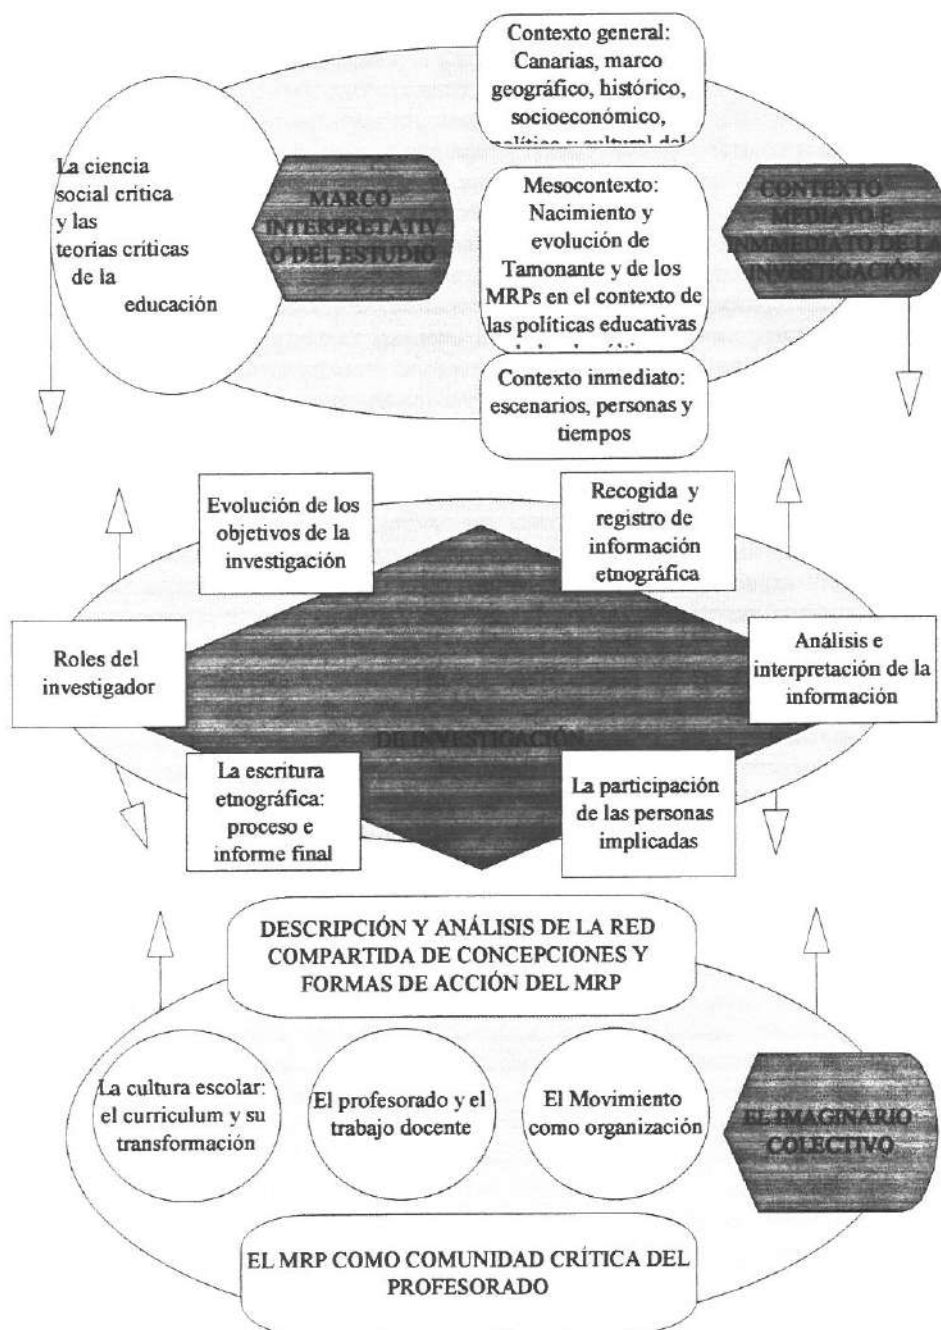 Contexto general:
Canarias, marco
geográfico, histórico,
socioeconómico,
política y cultural del
La ciencia
social crítica
y las
teorías críticas
de la
educación
MARCO
INTERPRETATIV
O DEL ESTUDIO
Mesocontexto:
Nacimiento y
evolución de
Tamonante y de los
MRPs en el contexto de
las políticas educativas
CONTEXTO
MEDIATO E
INMMEDIATO DE LA
INVESTIGACIÓN
Contexto inmediato:
escenarios, personas y
tiempos
Evolución de los
objetivos de la
investigación
Recogida y
registro de
información
etnográfica
Roles del
investigador
Análisis e
interpretación de la
información
DE INVESTIGACIÓN
La escritura
etnográfica:
proceso e
informe final
La participación
de las personas
implicadas
DESCRIPCIÓN Y ANÁLISIS DE LA RED
COMPARTIDA DE CONCEPCIONES Y
FORMAS DE ACCIÓN DEL MRP
La cultura escolar:
el curriculum y su
transformación
El profesorado y el
trabajo docente
El Movimiento
como organización
EL IMAGINARIO
COLECTIVO
EL MRP COMO COMUNIDAD CRÍTICA DEL
PROFESORADO